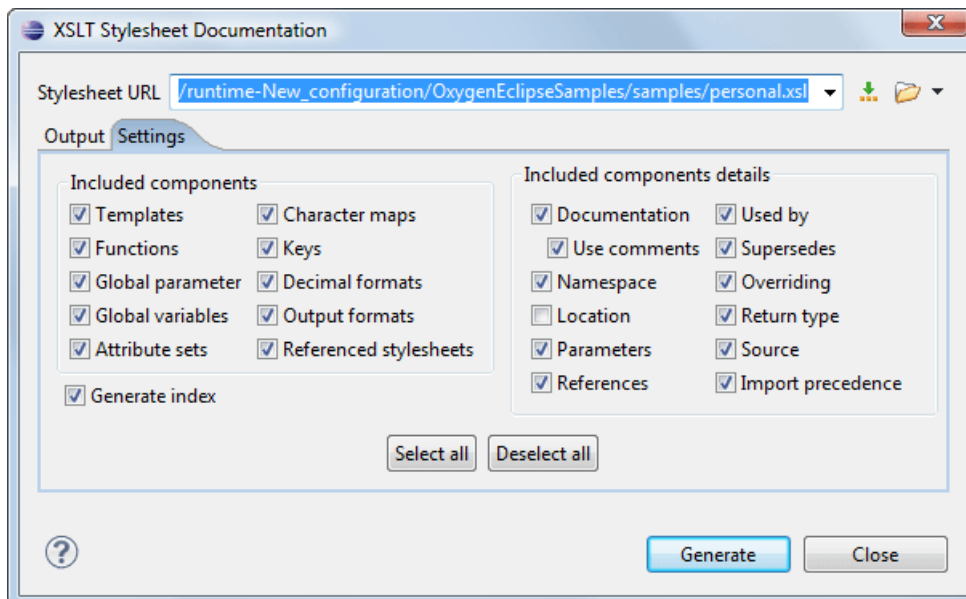 XSLT Stylesheet Documentation
Stylesheet URL /runtime-New_configuration/OxygenEclipseSamples/samples/personal.xsl
Output Settings
Included components
Templates Character maps
Functions Keys
Global parameter Decimal formats
Global variables Output formats
Attribute sets Referenced stylesheets
Generate index
Included components details
Documentation Used by
Use comments Supersedes
Namespace Overriding
Location Return type
Parameters Source
References Import precedence
Select all Deselect all
? Generate Close